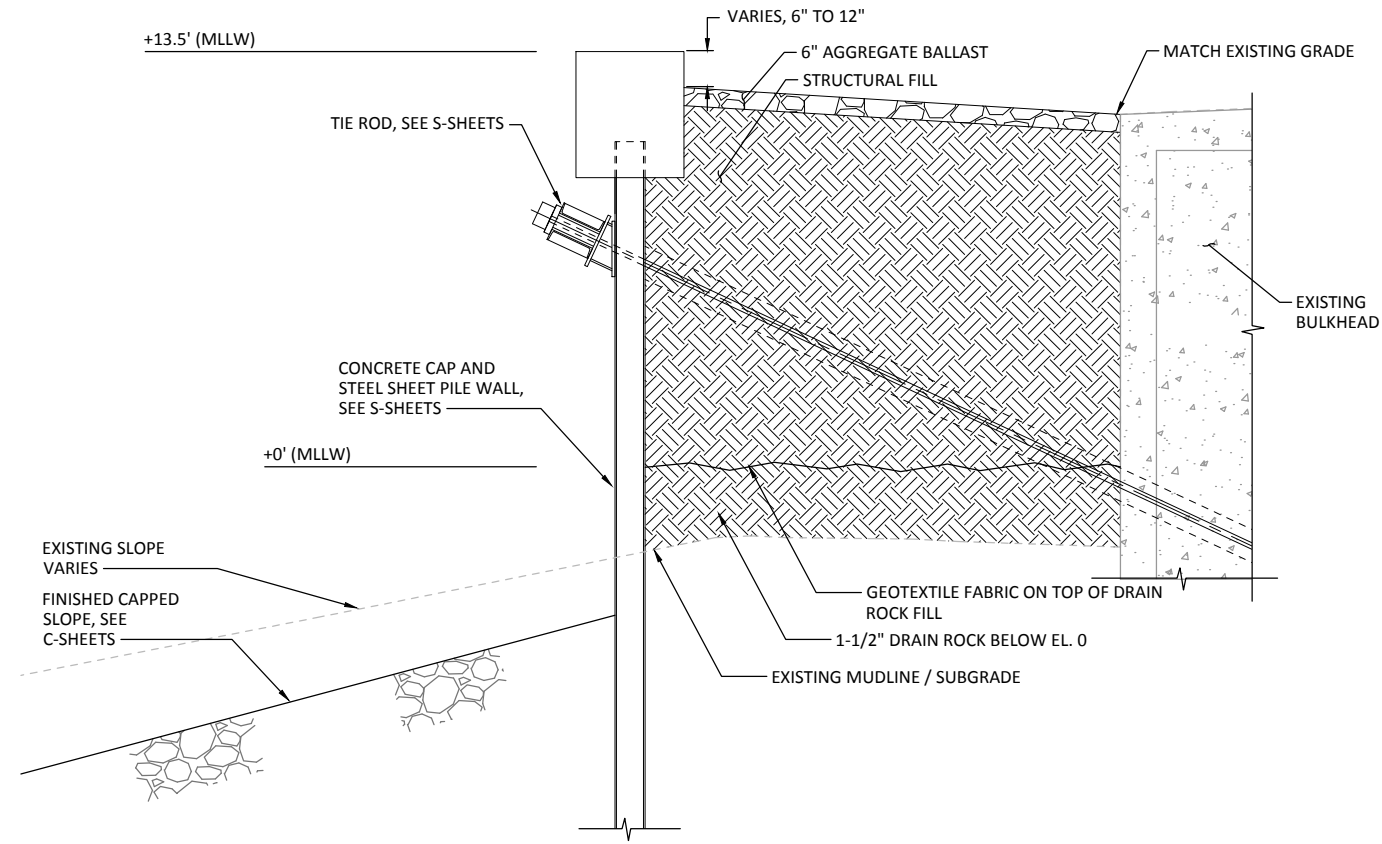 VARIES, 6" TO 12"
+13.5' (MLLW)
6" AGGREGATE BALLAST
MATCH EXISTING GRADE
STRUCTURAL FILL
TIE ROD, SEE S-SHEETS
EXISTING
BULKHEAD
CONCRETE CAP AND
STEEL SHEET PILE WALL,
SEE S-SHEETS
+0' (MLLW)
EXISTING SLOPE
VARIES
FINISHED CAPPED
SLOPE, SEE
C-SHEETS
GEOTEXTILE FABRIC ON TOP OF DRAIN
ROCK FILL
1-1/2" DRAIN ROCK BELOW EL. 0
EXISTING MUDLINE / SUBGRADE